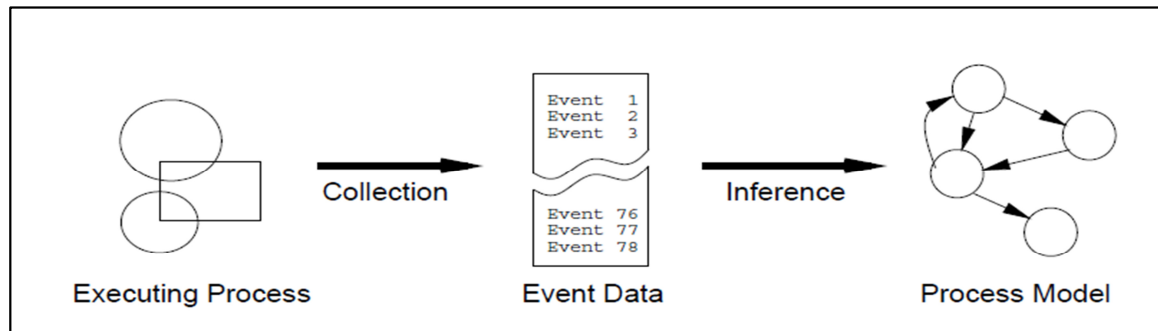 Event 1
Event 2
Event 3
Collection
Inference
Event 76
Event 77
Event 78
Executing Process
Event Data
Process Model